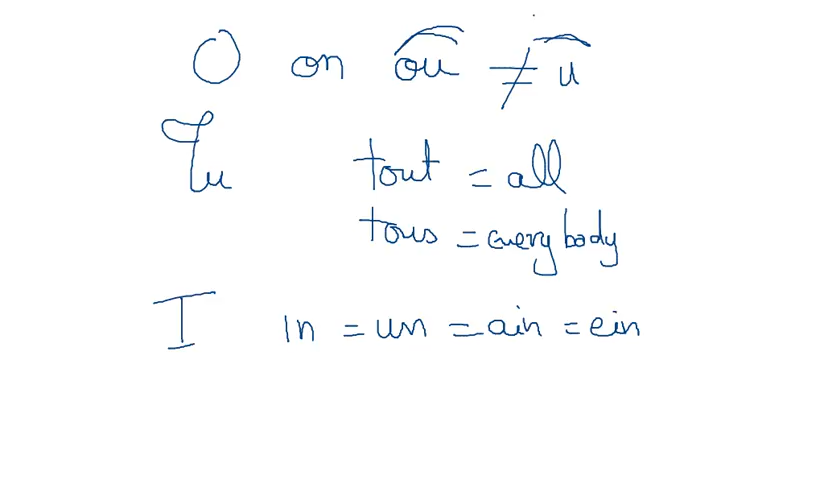 O on ou ≠ u
Tu tout = all
tous = everybody
I in = un = ain = ein